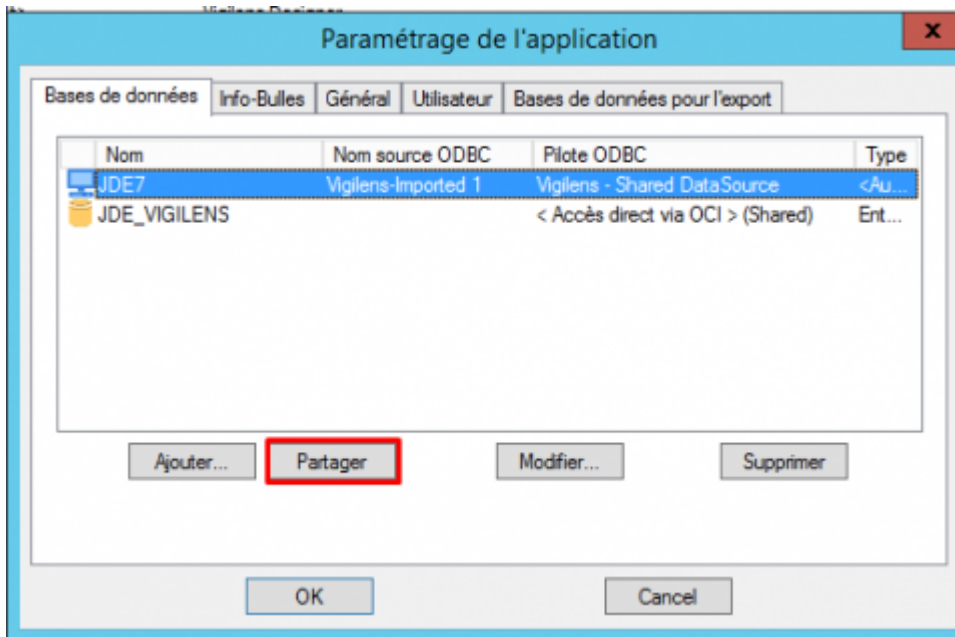 Paramétrage de l'application
x
Bases de données Info-Bulles Général Utilisateur Bases de données pour l'export
Nom Nom source ODBC Pilote ODBC Type
JDE7 Vigilens-Imported 1 Vigilens - Shared DataSource <Au...
JDE_VIGILENS < Accès direct via OCI > (Shared) Ent...
Ajouter... Partager Modifier... Supprimer
OK Cancel